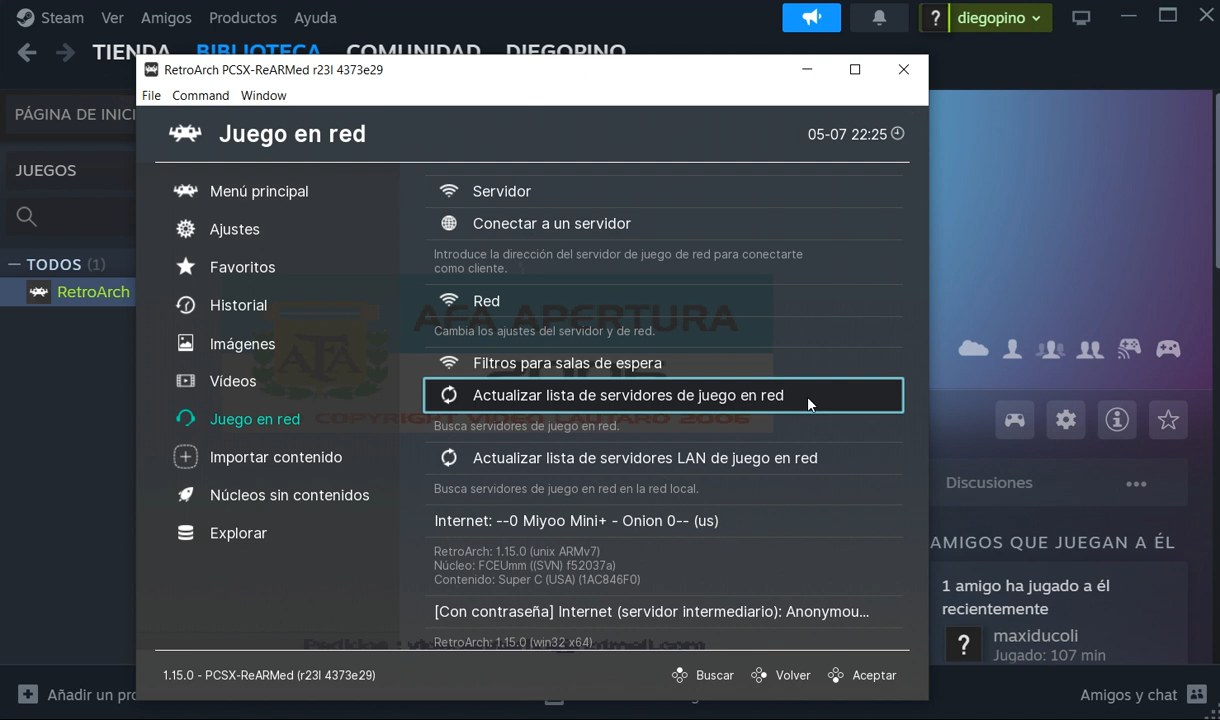 Steam Ver Amigos Productos Ayuda
? diegopino
TIENDA BIBLIOTECA COMUNIDAD DIEGOPINO
RetroArch PCSX-ReARMed r23l 4373e29
File Command Window
PÁGINA DE INICI
Juego en red
05-07 22:25
JUEGOS
TODOS (1)
RetroArch
Menú principal
Ajustes
Favoritos
Historial
Imágenes
Vídeos
Juego en red
Importar contenido
Núcleos sin contenidos
Explorar
Servidor
Conectar a un servidor
Introduce la dirección del servidor de juego de red para conectarte
como cliente.
Red
AFA APERTURA
Cambia los ajustes del servidor y de red.
AFA
Filtros para salas de espera
Actualizar lista de servidores de juego en red
COPYRIGHT VIDEO LAUTARO 2006
Busca servidores de juego en red.
Actualizar lista de servidores LAN de juego en red
Busca servidores de juego en red en la red local.
Internet: --0 Miyoo Mini+ - Onion 0-- (us)
RetroArch: 1.15.0 (unix ARMv7)
Núcleo: FCEUmm ((SVN) f52037a)
Contenido: Super C (USA) (1AC846F0)
[Con contraseña] Internet (servidor intermediario): Anonymou...
RetroArch: 1.15.0 (win32 x64)
1.15.0 - PCSX-ReARMed (r23l 4373e29)
Buscar Volver Aceptar
Discusiones
AMIGOS QUE JUEGAN A ÉL
1 amigo ha jugado a él
recientemente
? maxiducoli
Jugado: 107 min
Añadir un pro
Amigos y chat